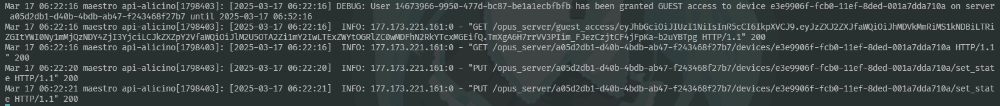 Mar 17 06:22:16 maestro api-alicino[1798403]: [2025-03-17 06:22:16] DEBUG: User 14673966-9950-477d-bc87-be1a1ecbfbfb has been granted GUEST access to device e3e9906f-fcb0-11ef-8ded-001a7dda710a on server
a05d2db1-d40b-4bdb-ab47-f243468f27b7 until 2025-03-17 06:52:16
Mar 17 06:22:16 maestro api-alicino[1798403]: [2025-03-17 06:22:16]  INFO: 177.173.221.161:0 - "GET /opus_server/guest_access/eyJhbGciOiJIUzI1NiIsInR5cCI6IkpXVCJ9.eyJzZXJ2ZXJfaWQiOiJhMDVkMmRiMS1kNDBiLTRi
ZGItYWI0Ny1mMjQzNDY4ZjI3YjciLCJkZXZpY2VfaWQiOiJlM2U5OTA2Zi1mY2IwLTExZWYtOGRlZC0wMDFhN2RkYTcxMGEifQ.TmXgA6H7rrVV3PIim_FJezCzjtCF4jFpKa-b2uYBTpg HTTP/1.1" 200
Mar 17 06:22:16 maestro api-alicino[1798403]: [2025-03-17 06:22:16]  INFO: 177.173.221.161:0 - "GET /opus_server/a05d2db1-d40b-4bdb-ab47-f243468f27b7/devices/e3e9906f-fcb0-11ef-8ded-001a7dda710a HTTP/1.1
" 200
Mar 17 06:22:20 maestro api-alicino[1798403]: [2025-03-17 06:22:20]  INFO: 177.173.221.161:0 - "PUT /opus_server/a05d2db1-d40b-4bdb-ab47-f243468f27b7/devices/e3e9906f-fcb0-11ef-8ded-001a7dda710a/set_stat
e HTTP/1.1" 200
Mar 17 06:22:21 maestro api-alicino[1798403]: [2025-03-17 06:22:21]  INFO: 177.173.221.161:0 - "PUT /opus_server/a05d2db1-d40b-4bdb-ab47-f243468f27b7/devices/e3e9906f-fcb0-11ef-8ded-001a7dda710a/set_stat
e HTTP/1.1" 200